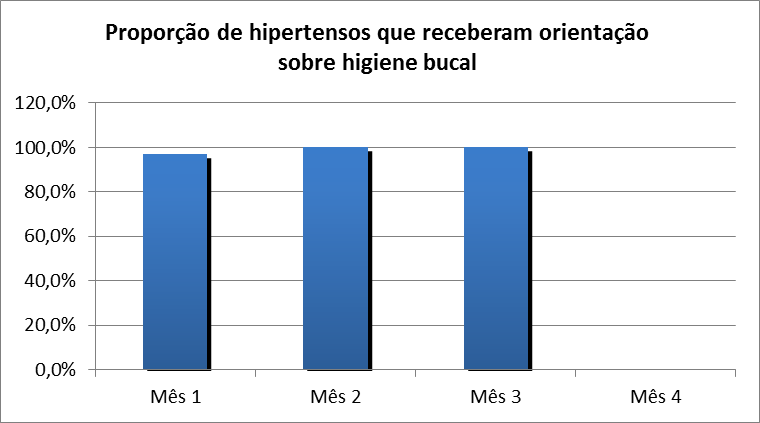 Proporção de hipertensos que receberam orientação
sobre higiene bucal
120,0%
100,0%
80,0%
60,0%
40,0%
20,0%
0,0%
Mês 1 Mês 2 Mês 3 Mês 4